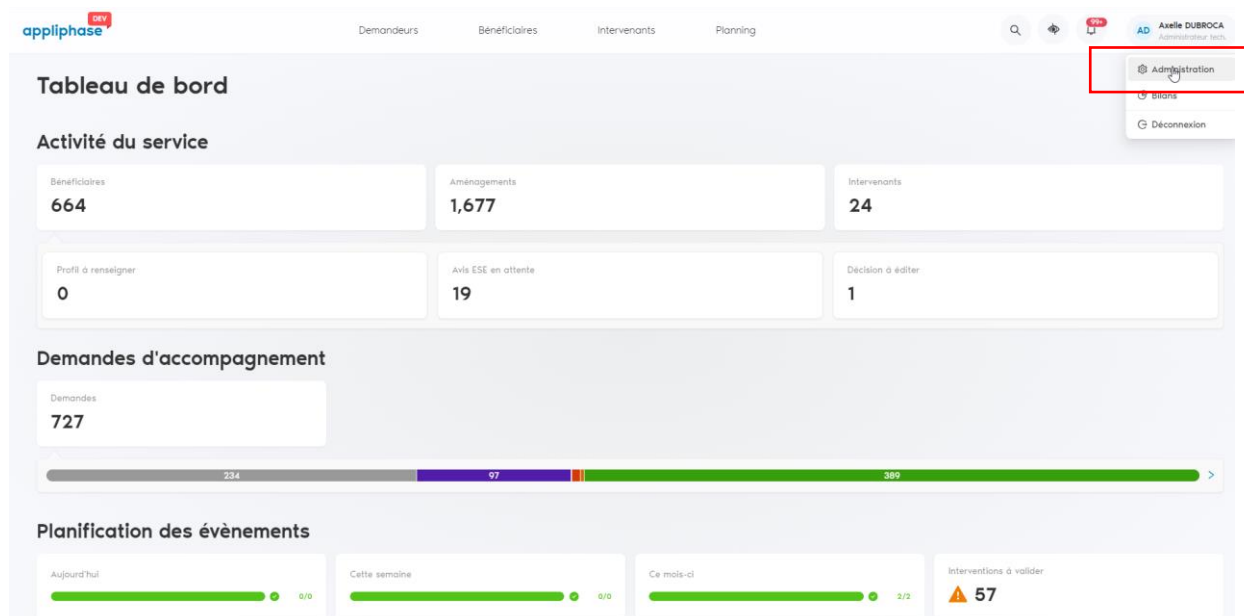 DEV
appliphase
Demandeurs
Bénéficiaires
Intervenants
Planning
99+
AD
Axelle DUBROCA
Administrateur tech.
Administration
Bilans
Déconnexion
Tableau de bord
Activité du service
Bénéficiaires
664
Aménagements
1,677
Intervenants
24
Profil à renseigner
0
Avis ESE en attente
19
Décision à éditer
1
Demandes d'accompagnement
Demandes
727
234
97
389
Planification des évènements
Aujourd'hui
0/0
Cette semaine
0/0
Ce mois-ci
2/2
Interventions à valider
57